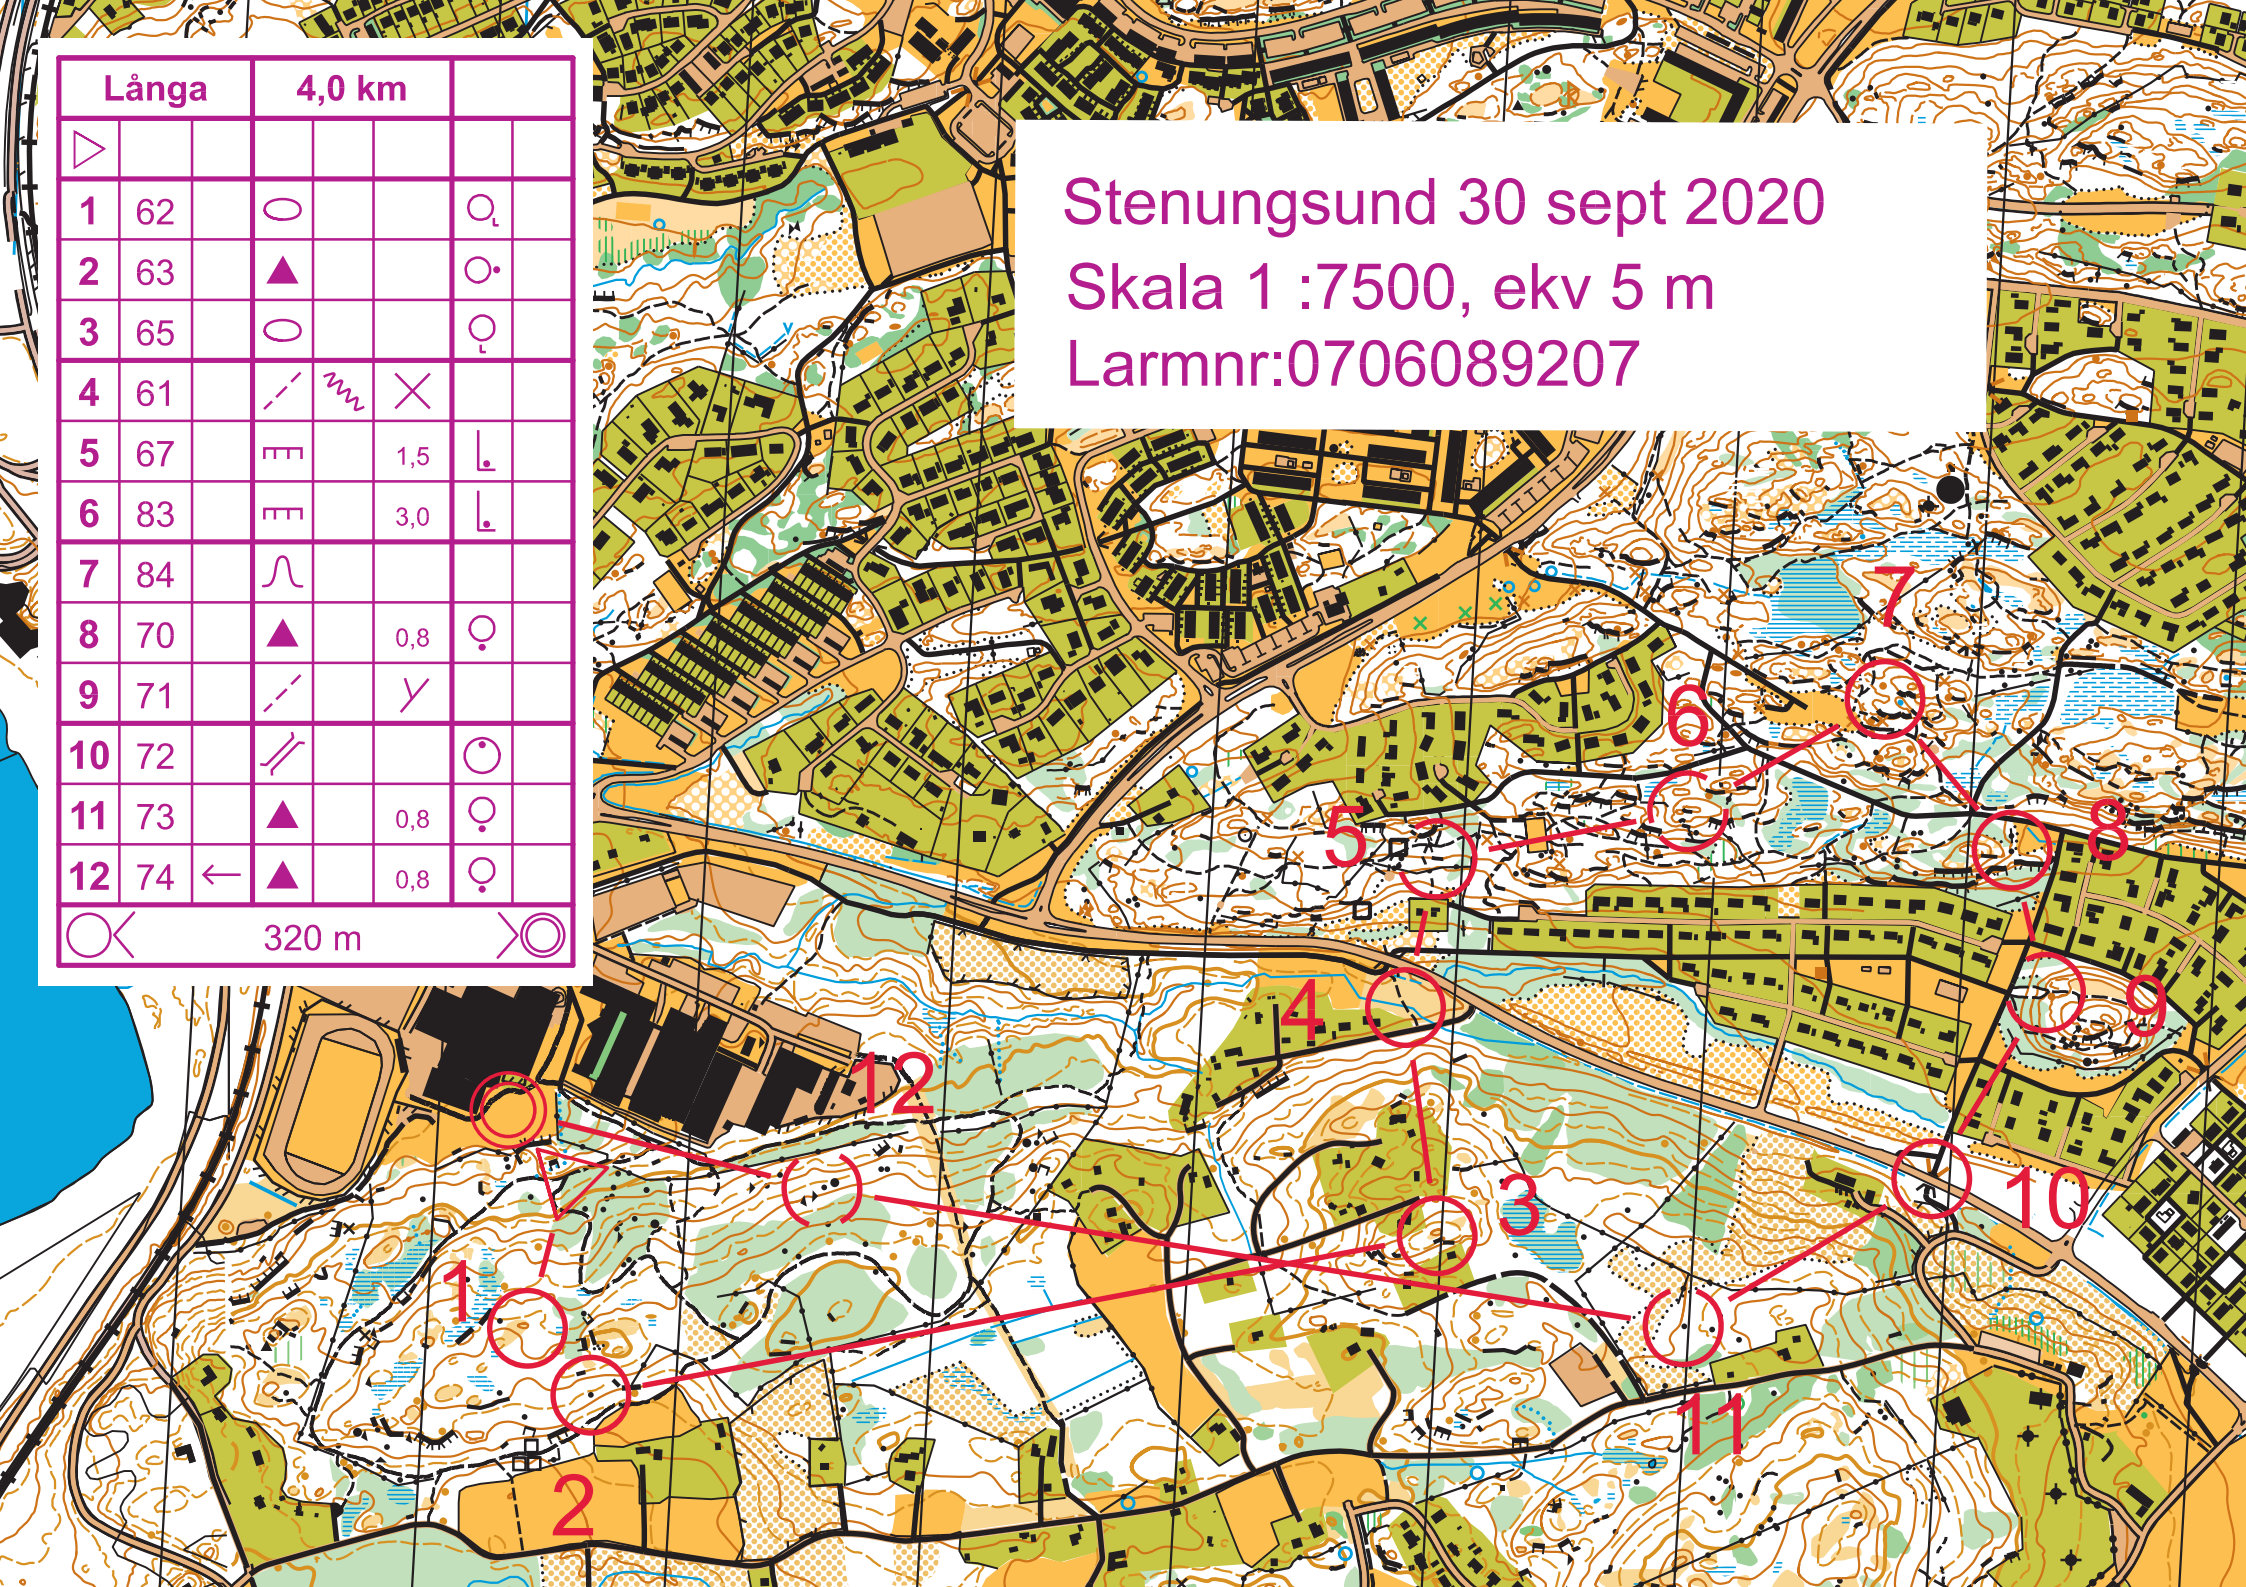 Långa 4,0 km
1 62
2 63
3 65
4 61
5 67 1,5
6 83 3,0
7 84
8 70 0,8
9 71
10 72
11 73 0,8
12 74 0,8
320 m
Stenungsund 30 sept 2020
Skala 1 :7500, ekv 5 m
Larmnr:0706089207
7
6
5
8
4
9
12
3
10
1
11
2